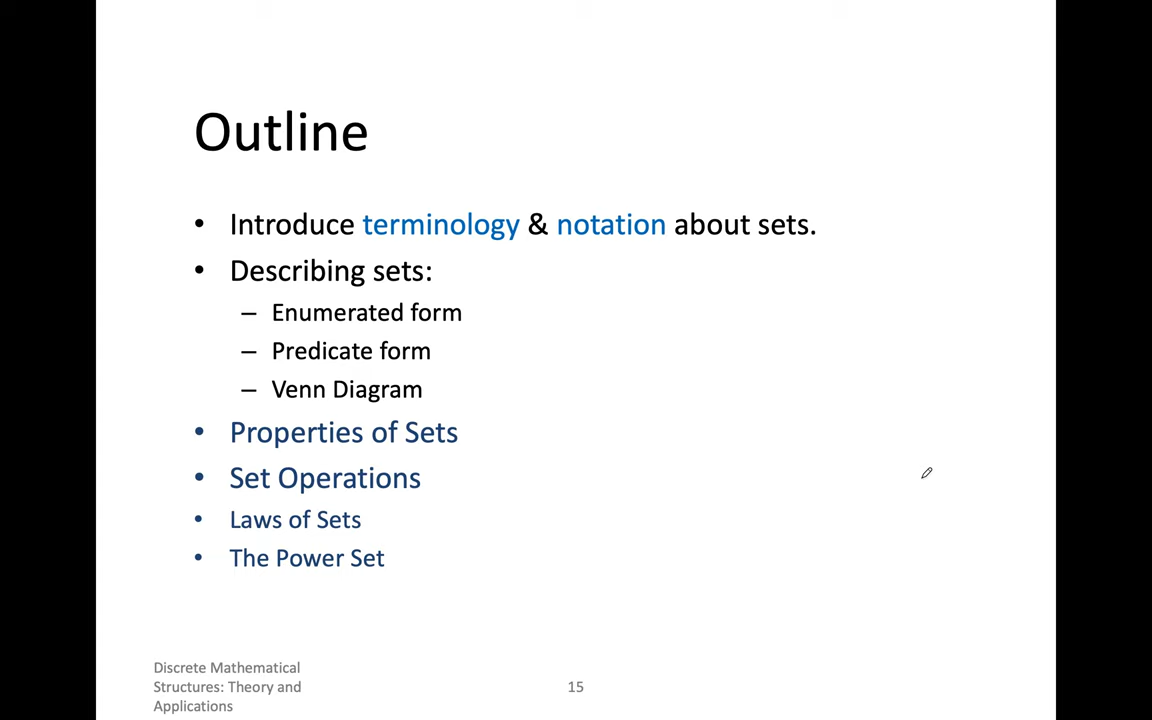 Outline
• Introduce terminology & notation about sets.
• Describing sets:
– Enumerated form
– Predicate form
– Venn Diagram
• Properties of Sets
• Set Operations
• Laws of Sets
• The Power Set
Discrete Mathematical
Structures: Theory and
Applications
15